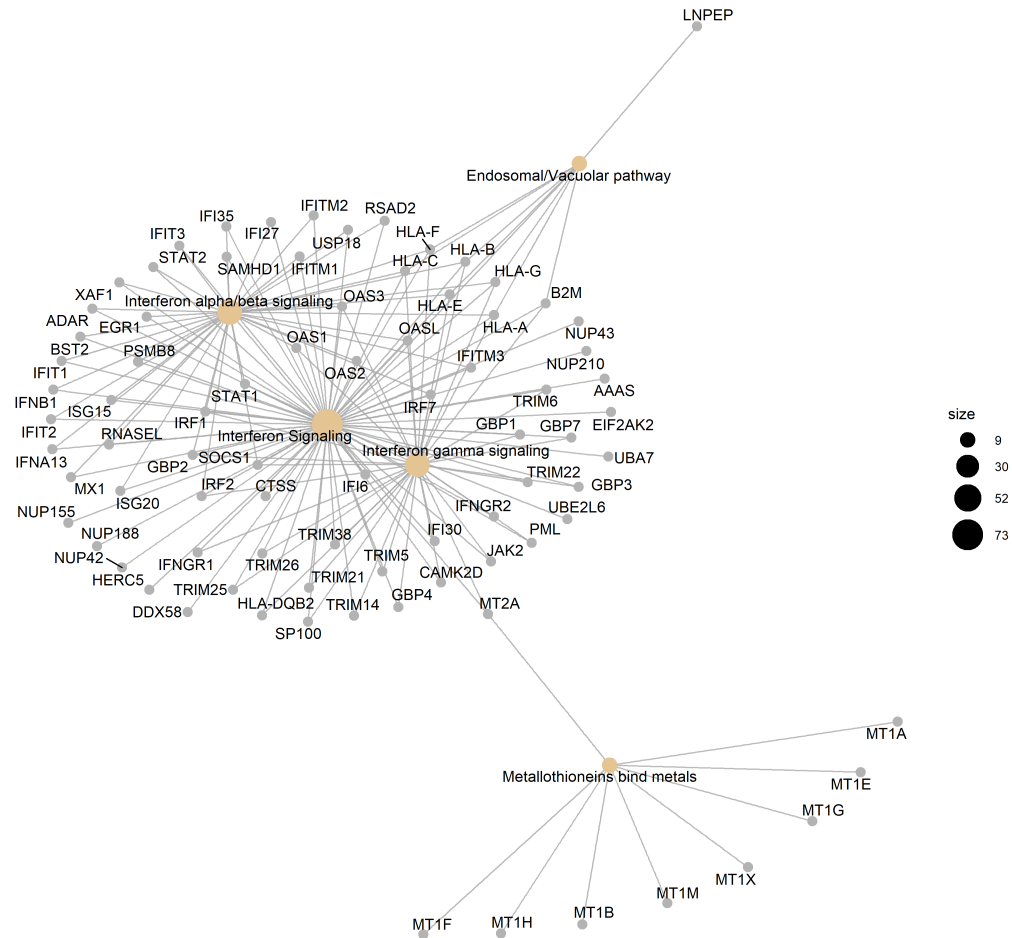 LNPEP
Endosomal/Vacuolar pathway
IFITM2
RSAD2
IFI35
IFI27
IFIT3
USP18
HLA-F
HLA-B
STAT2
SAMHD1
IFITM1
HLA-C
HLA-G
B2M
XAF1
Interferon alpha/beta signaling
OAS3
HLA-E
ADAR
EGR1
OASL
HLA-A
NUP43
OAS1
BST2
PSMB8
IFITM3
NUP210
IFIT1
OAS2
AAAS
IFNB1
ISG15
STAT1
IRF7
TRIM6
IFIT2
RNASEL
IRF1
Interferon Signaling
GBP1
GBP7
EIF2AK2
IFNA13
GBP2
SOCS1
Interferon gamma signaling
UBA7
MX1
ISG20
IRF2
CTSS
IFI6
TRIM22
GBP3
NUP155
IFNGR2
UBE2L6
NUP188
TRIM38
IFI30
PML
NUP42
IFNGR1
TRIM26
TRIM5
JAK2
HERC5
TRIM25
TRIM21
CAMK2D
DDX58
HLA-DQB2
TRIM14
GBP4
MT2A
SP100
MT1A
Metallothioneins bind metals
MT1E
MT1G
MT1X
MT1M
MT1B
MT1H
MT1F
size
9
30
52
73